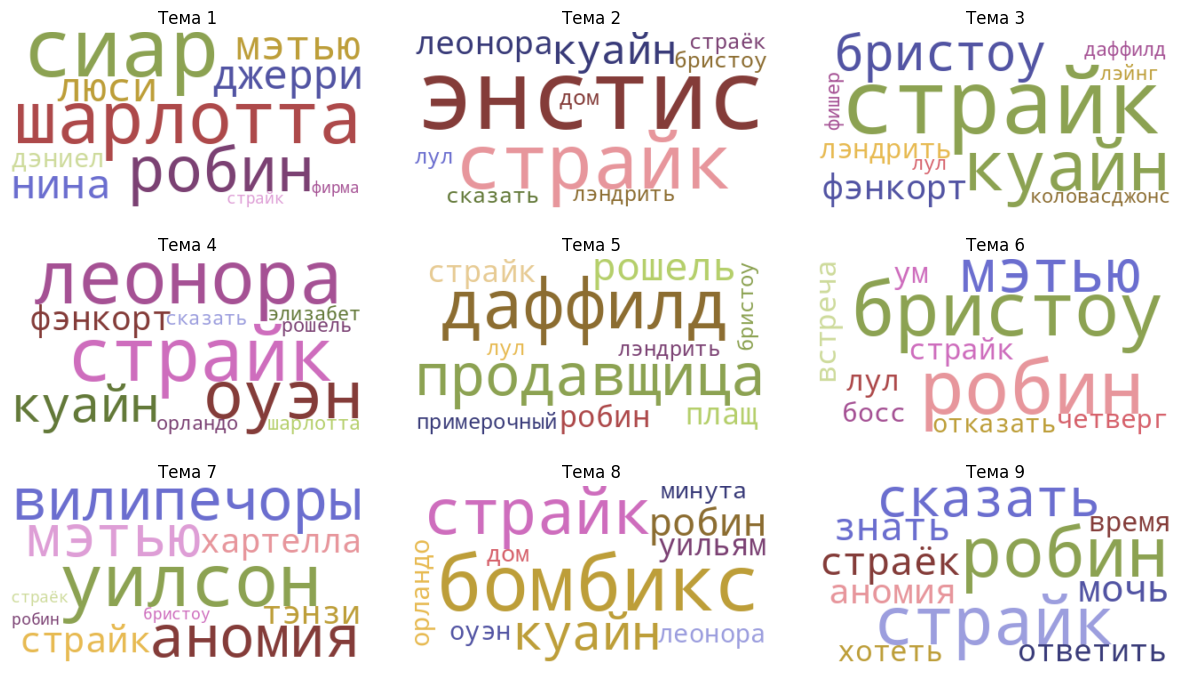 Тема 1
сиар
мэтью
люси
джерри
шарлотта
дэниел
робин
нина
страйк
фирма
Тема 2
леонора
куайн
страёк
бристоу
энстис
дом
лул
страйк
сказать
лэндрить
Тема 3
бристоу
даффилд
лэйнг
фишер
страйк
лэндрить
лул
куайн
фэнкорт
коловасджонс
Тема 4
леонора
фэнкорт
сказать
элизабет
рошель
страйк
оуэн
куайн
орландо
шарлотта
Тема 5
страйк
рошель
бристоу
даффилд
лул
лэндрить
продавщица
примерочный
робин
плащ
Тема 6
встреча
ум
мэтью
бристоу
страйк
лул
робин
босс
отказать
четверг
Тема 7
вилипечоры
мэтью
хартелла
уилсон
страёк
робин
бристоу
тэнзи
страйк
аномия
Тема 8
минута
страйк
робин
уильям
дом
орландо
бомбикс
оуэн
куайн
леонора
Тема 9
сказать
знать
время
страёк
робин
аномия
мочь
страйк
хотеть
ответить